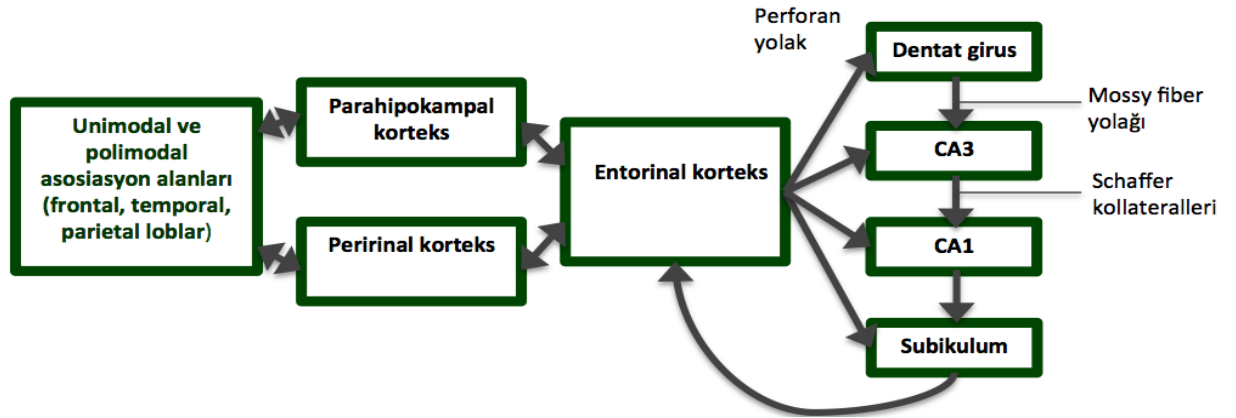 Unimodal ve
polimodal
asosiasyon alanları
(frontal, temporal,
parietal loblar)
Parahipokampal
korteks
Peririnal korteks
Entorinal korteks
Perforan
yolak
Dentat girus
Mossy fiber
yolağı
CA3
Schaffer
kollateralleri
CA1
Subikulum